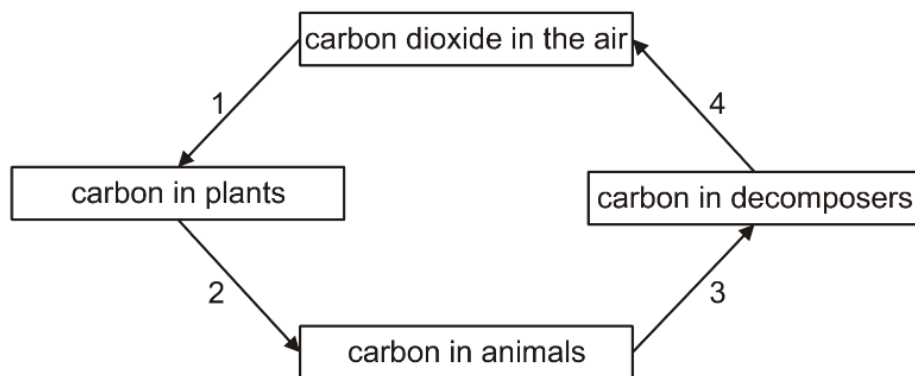 carbon dioxide in the air
1
4
carbon in plants
carbon in decomposers
2
3
carbon in animals